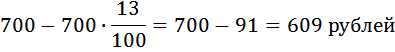 700 − 700 · 13/100 = 700 − 91 = 609 рублей